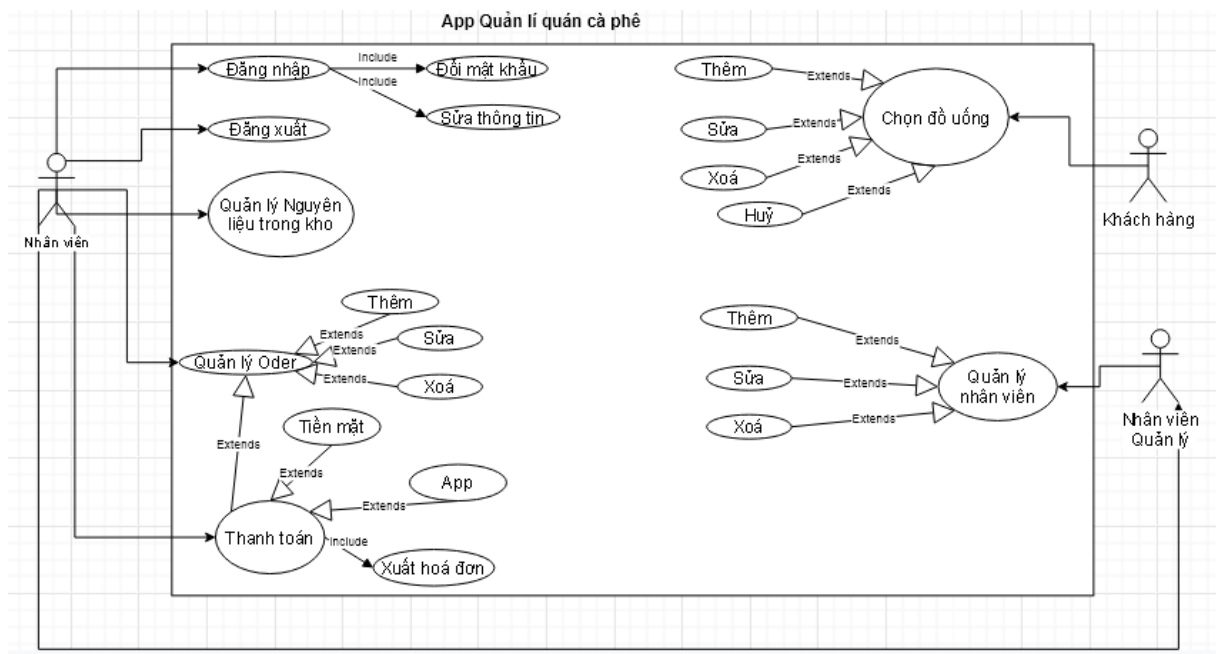 App Quản lí quán cà phê
Đăng nhập
Include
Đổi mật khẩu
Include
Sửa thông tin
Đăng xuất
Quản lý Nguyên
liệu trong kho
Nhân viên
Thêm
Extends
Sửa
Extends
Quản lý Oder
Extends
Xoá
Extends
Tiền mặt
Extends
App
Extends
Thanh toán
Include
Xuất hoá đơn
Thêm
Extends
Sửa
Extends
Chọn đồ uống
Xoá
Extends
Huỷ
Extends
Khách hàng
Thêm
Extends
Sửa
Extends
Quản lý
nhân viên
Xoá
Extends
Nhân viên
Quản lý